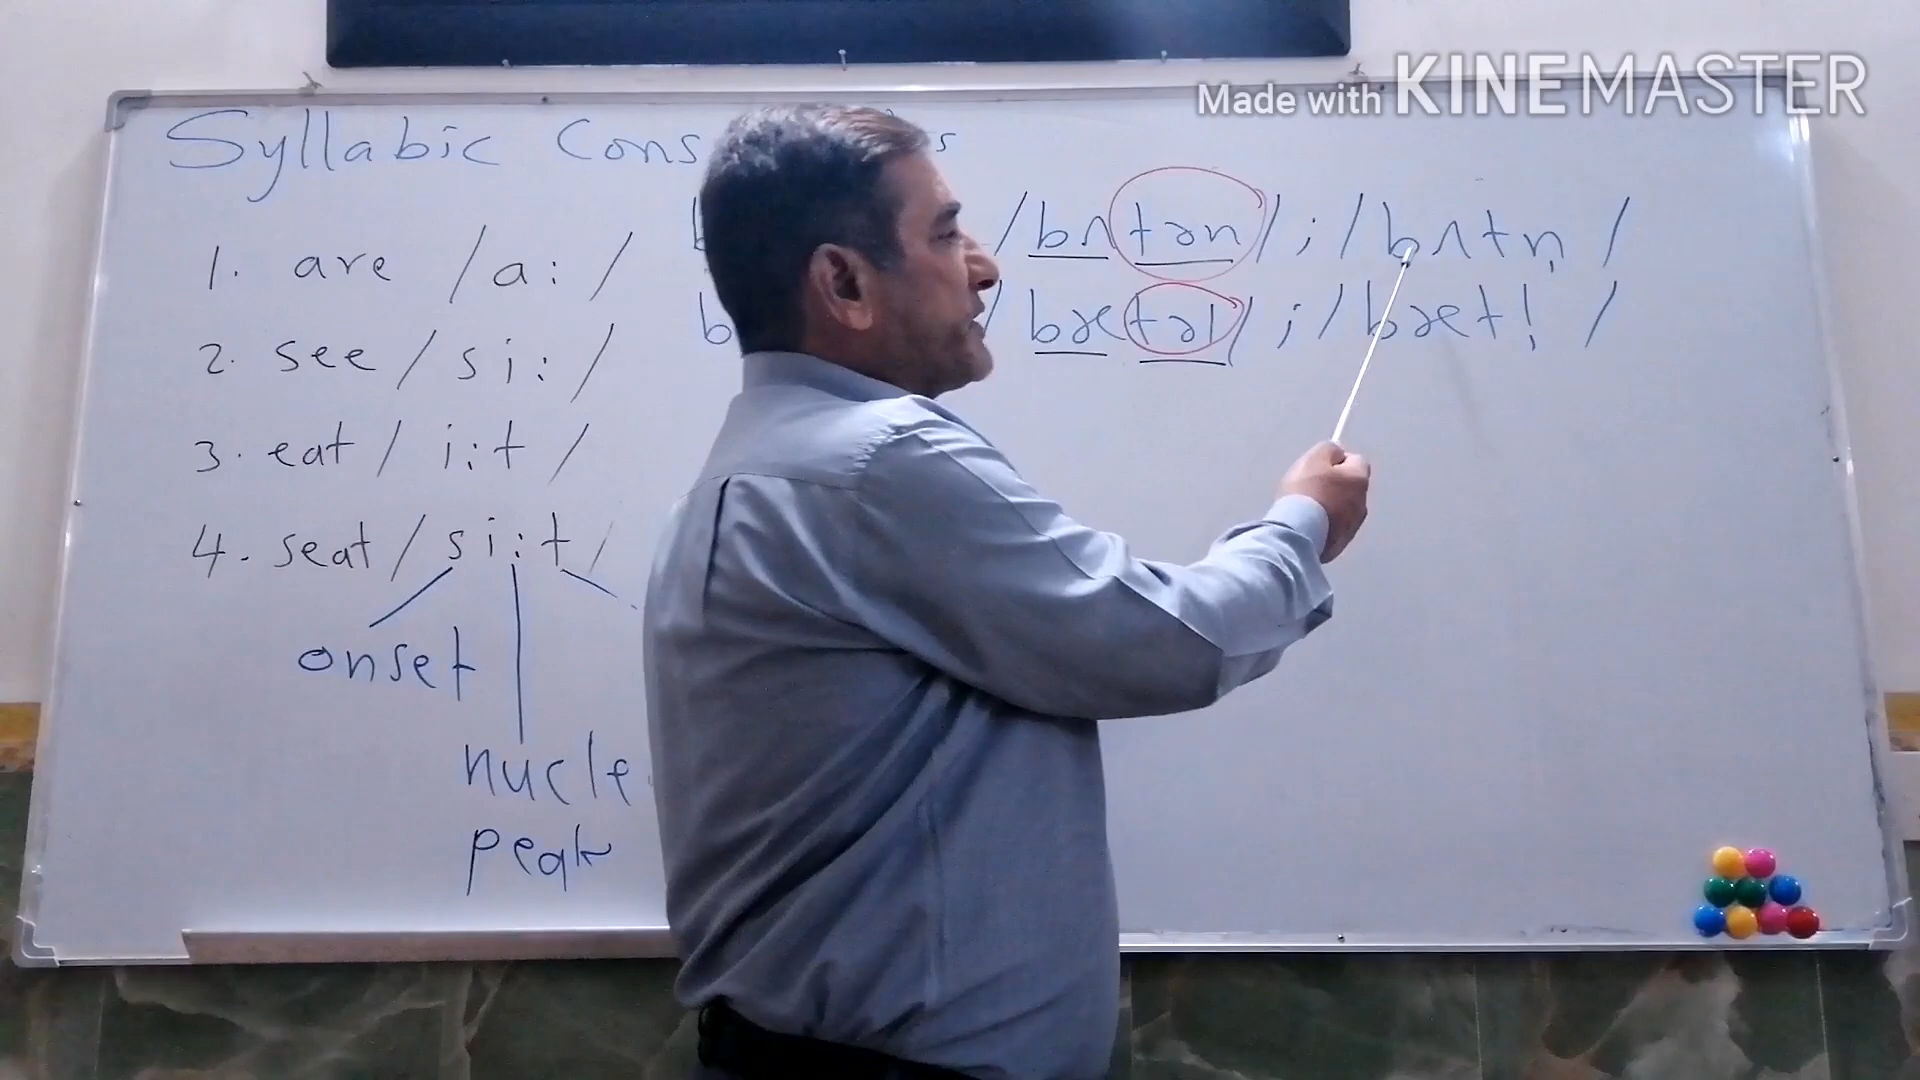 Made with KINEMASTER
Syllabic Cons
1. are /a:/
/bʌtən/ ; /bʌtn̩/
2. see /si:/
/bætəl/ ; /bætl̩/
3. eat /i:t/
4. seat /si:t/
onset
nucle
peak